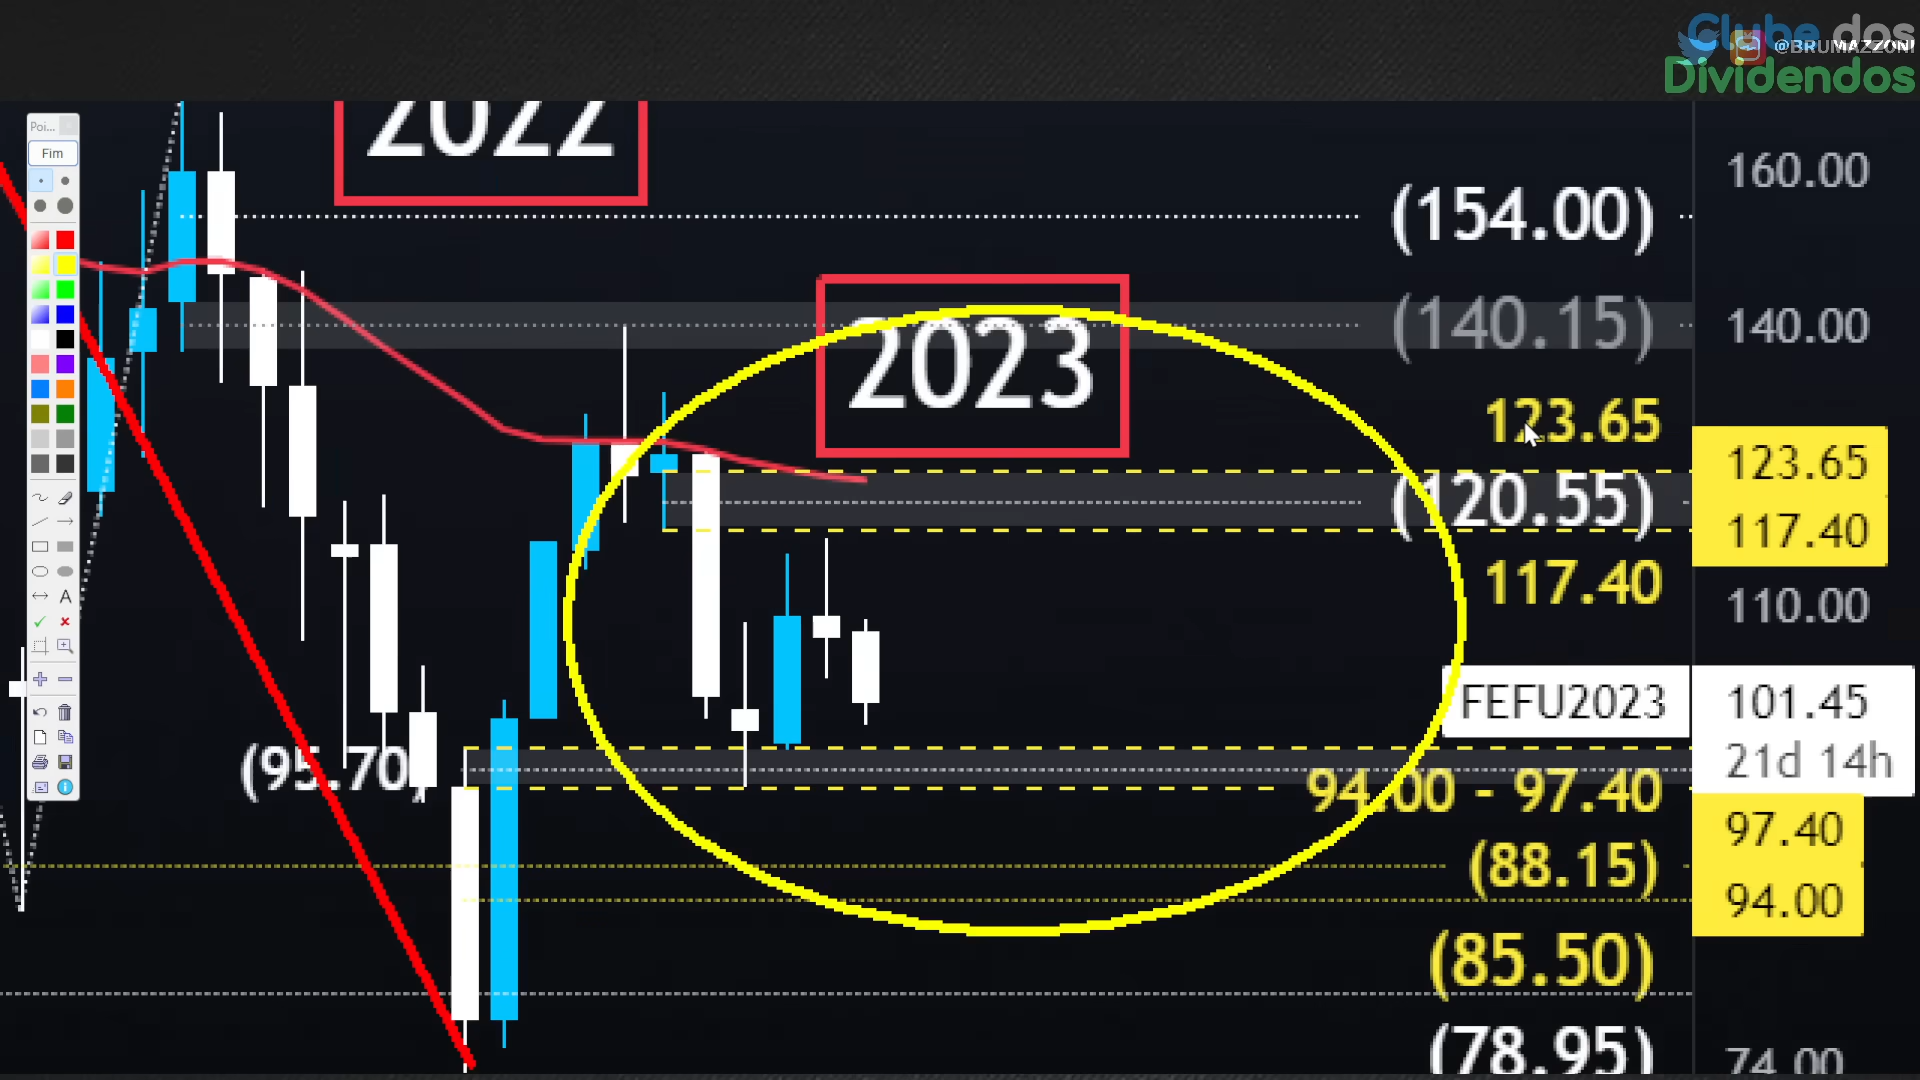 Clube dos
@BRUMAZZONI
Dividendos
Poi...
Fim
A
2022
2023
(154.00)
(140.15)
123.65
(120.55)
117.40
FEFU2023
(95.70)
94.00 - 97.40
(88.15)
(85.50)
(78.95)
160.00
140.00
123.65
117.40
110.00
101.45
21d 14h
97.40
94.00
74.00